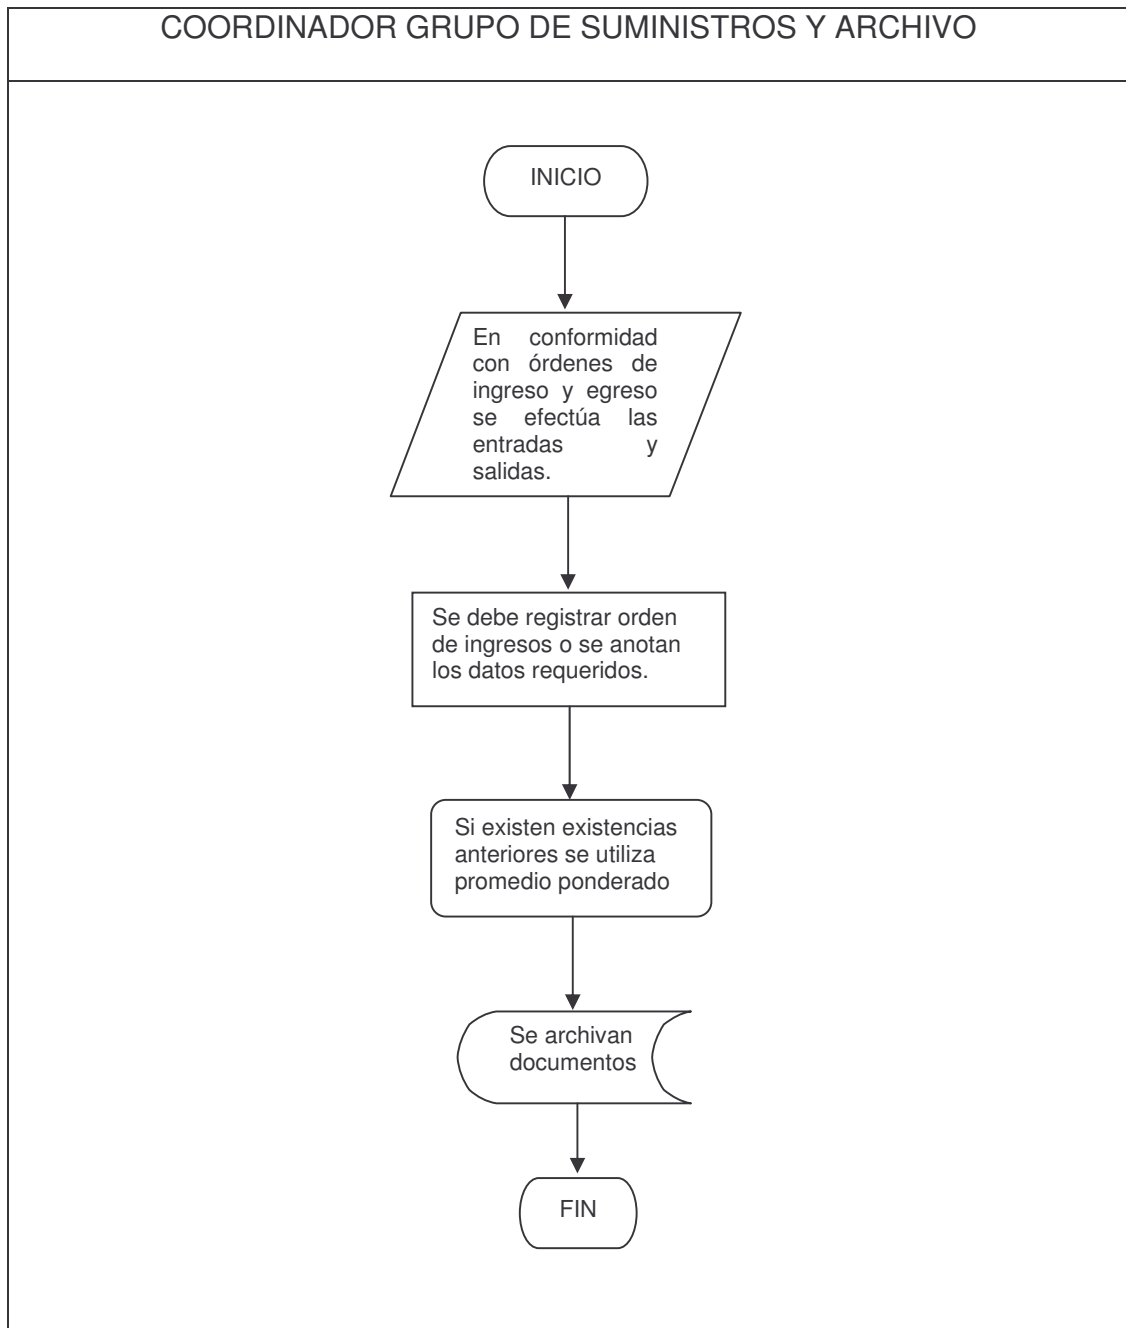 COORDINADOR GRUPO DE SUMINISTROS Y ARCHIVO
INICIO
En conformidad
con órdenes de
ingreso y egreso
se efectúa las
entradas y
salidas.
Se debe registrar orden
de ingresos o se anotan
los datos requeridos.
Si existen existencias
anteriores se utiliza
promedio ponderado
Se archivan
documentos
FIN